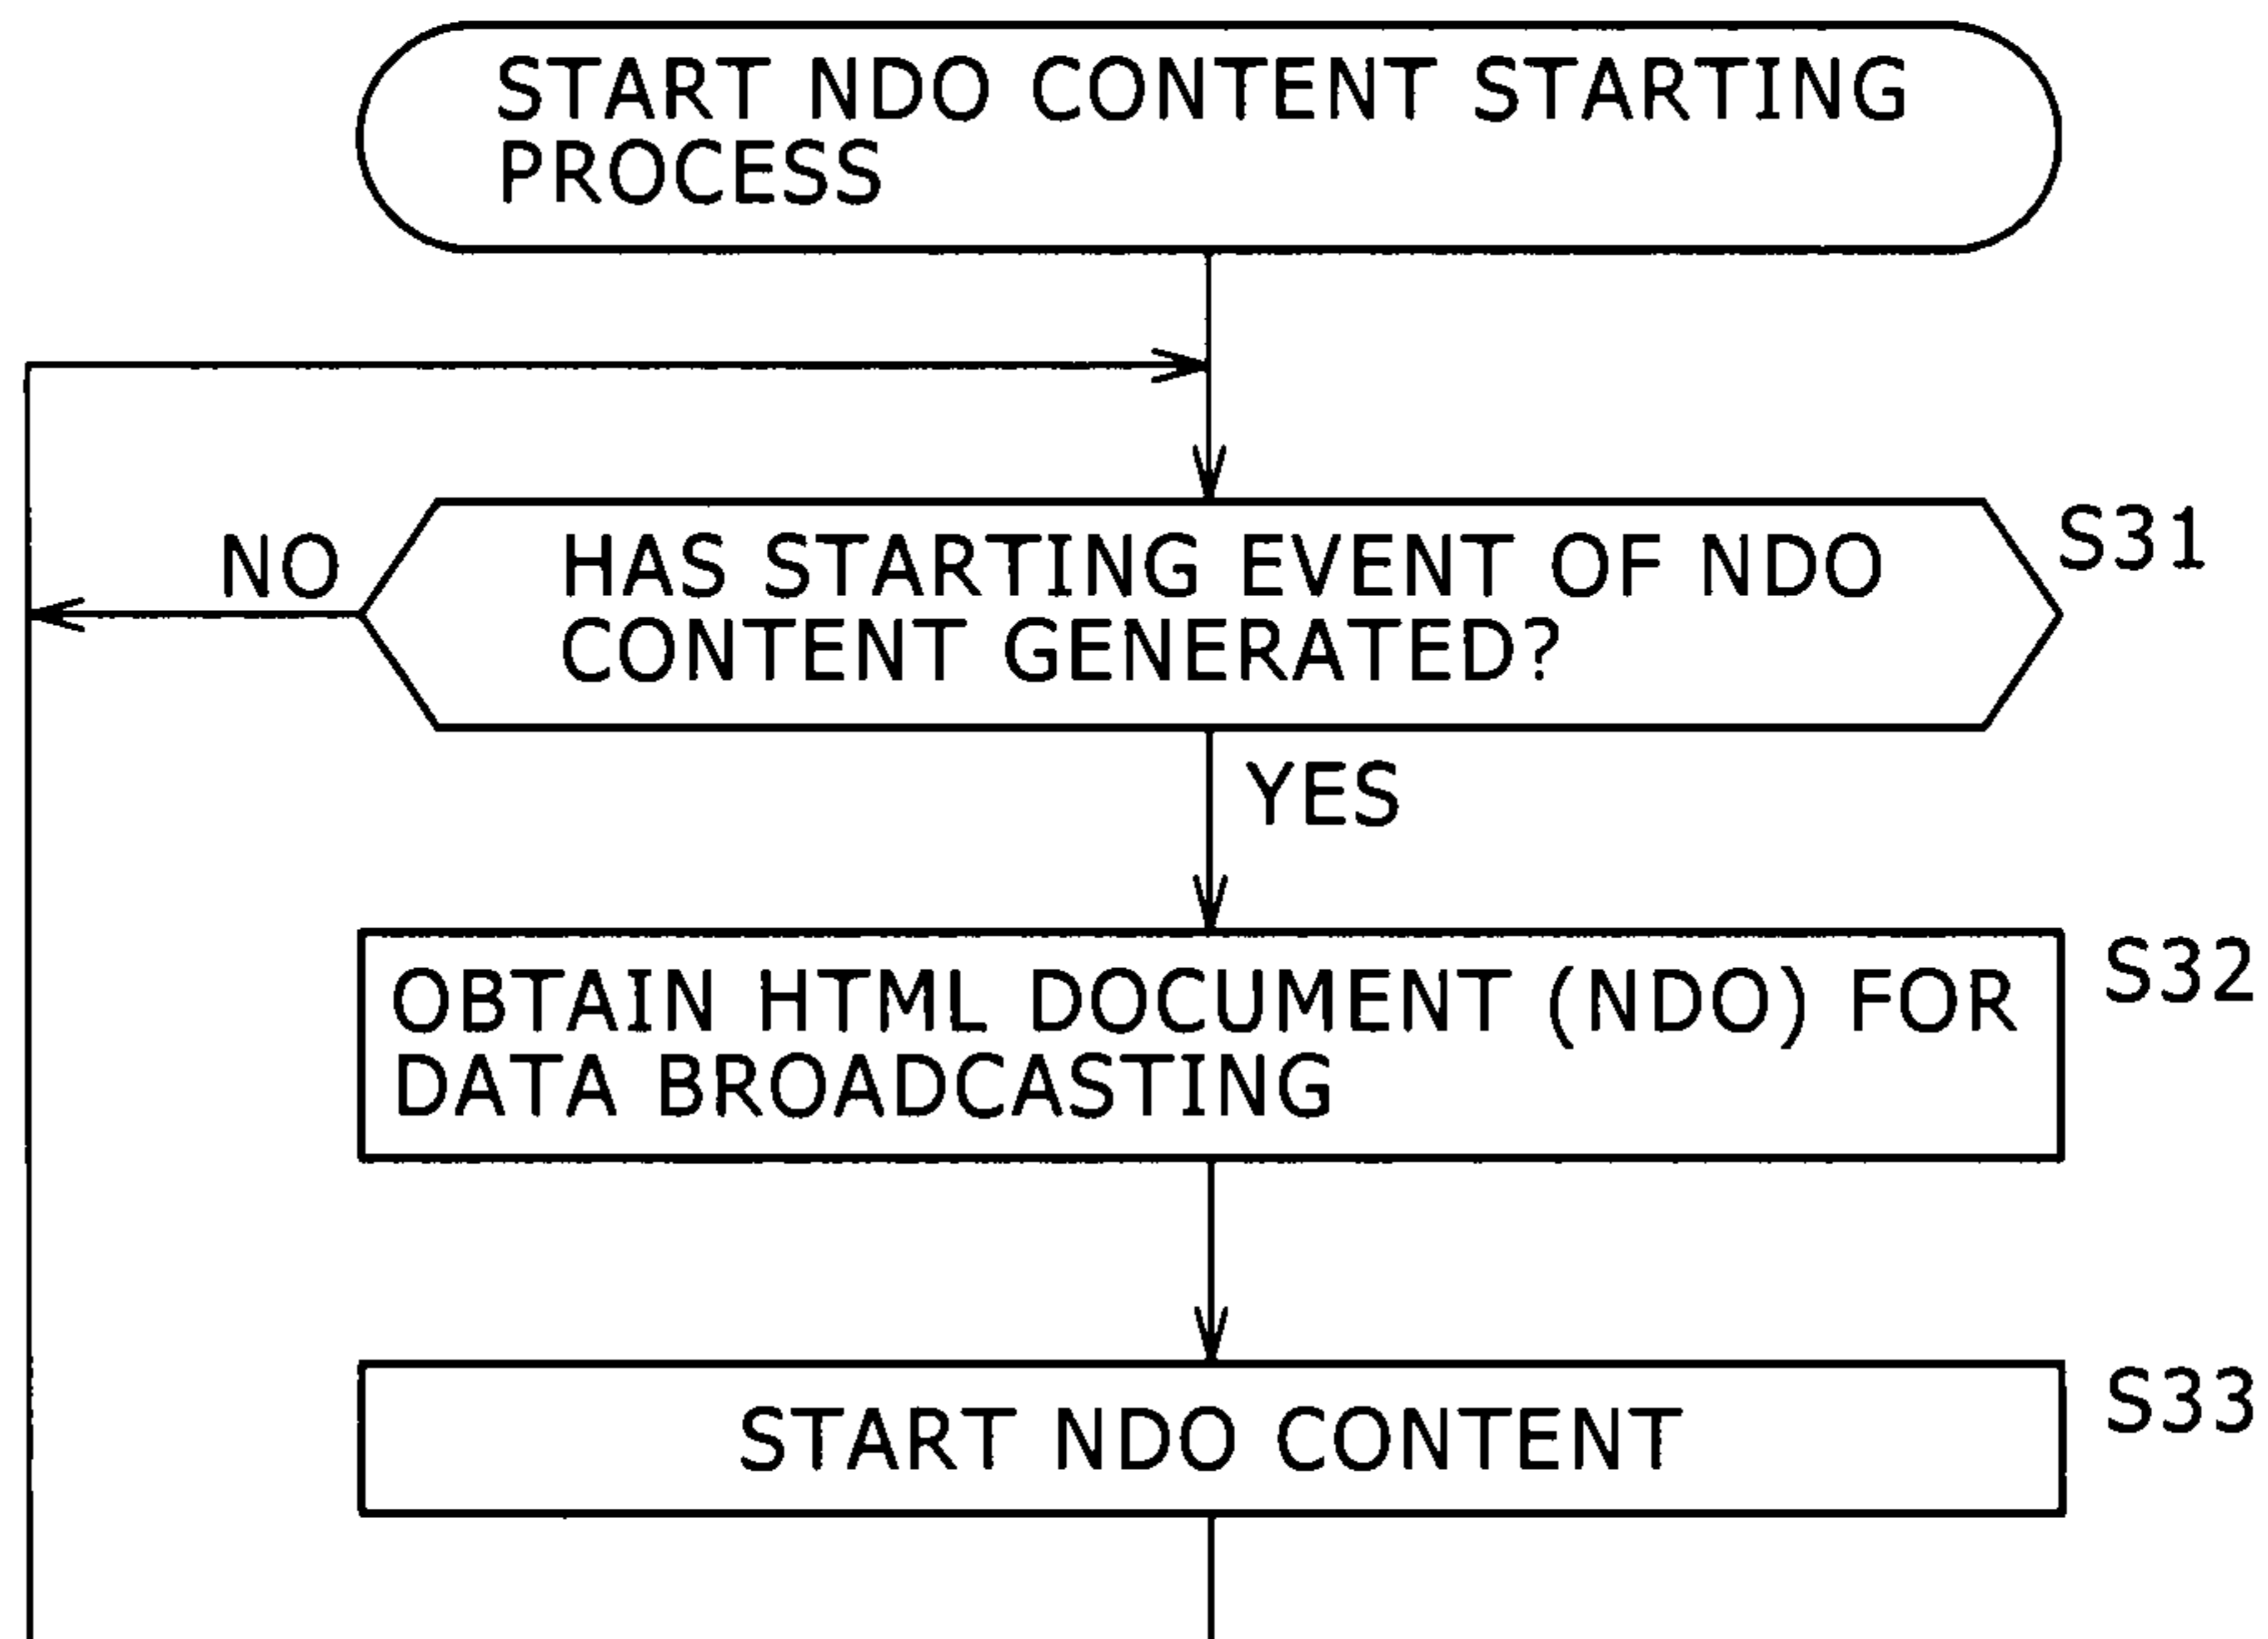 START NDO CONTENT STARTING
PROCESS
NO
HAS STARTING EVENT OF NDO
CONTENT GENERATED?
S31
YES
OBTAIN HTML DOCUMENT (NDO) FOR
DATA BROADCASTING
S32
START NDO CONTENT
S33